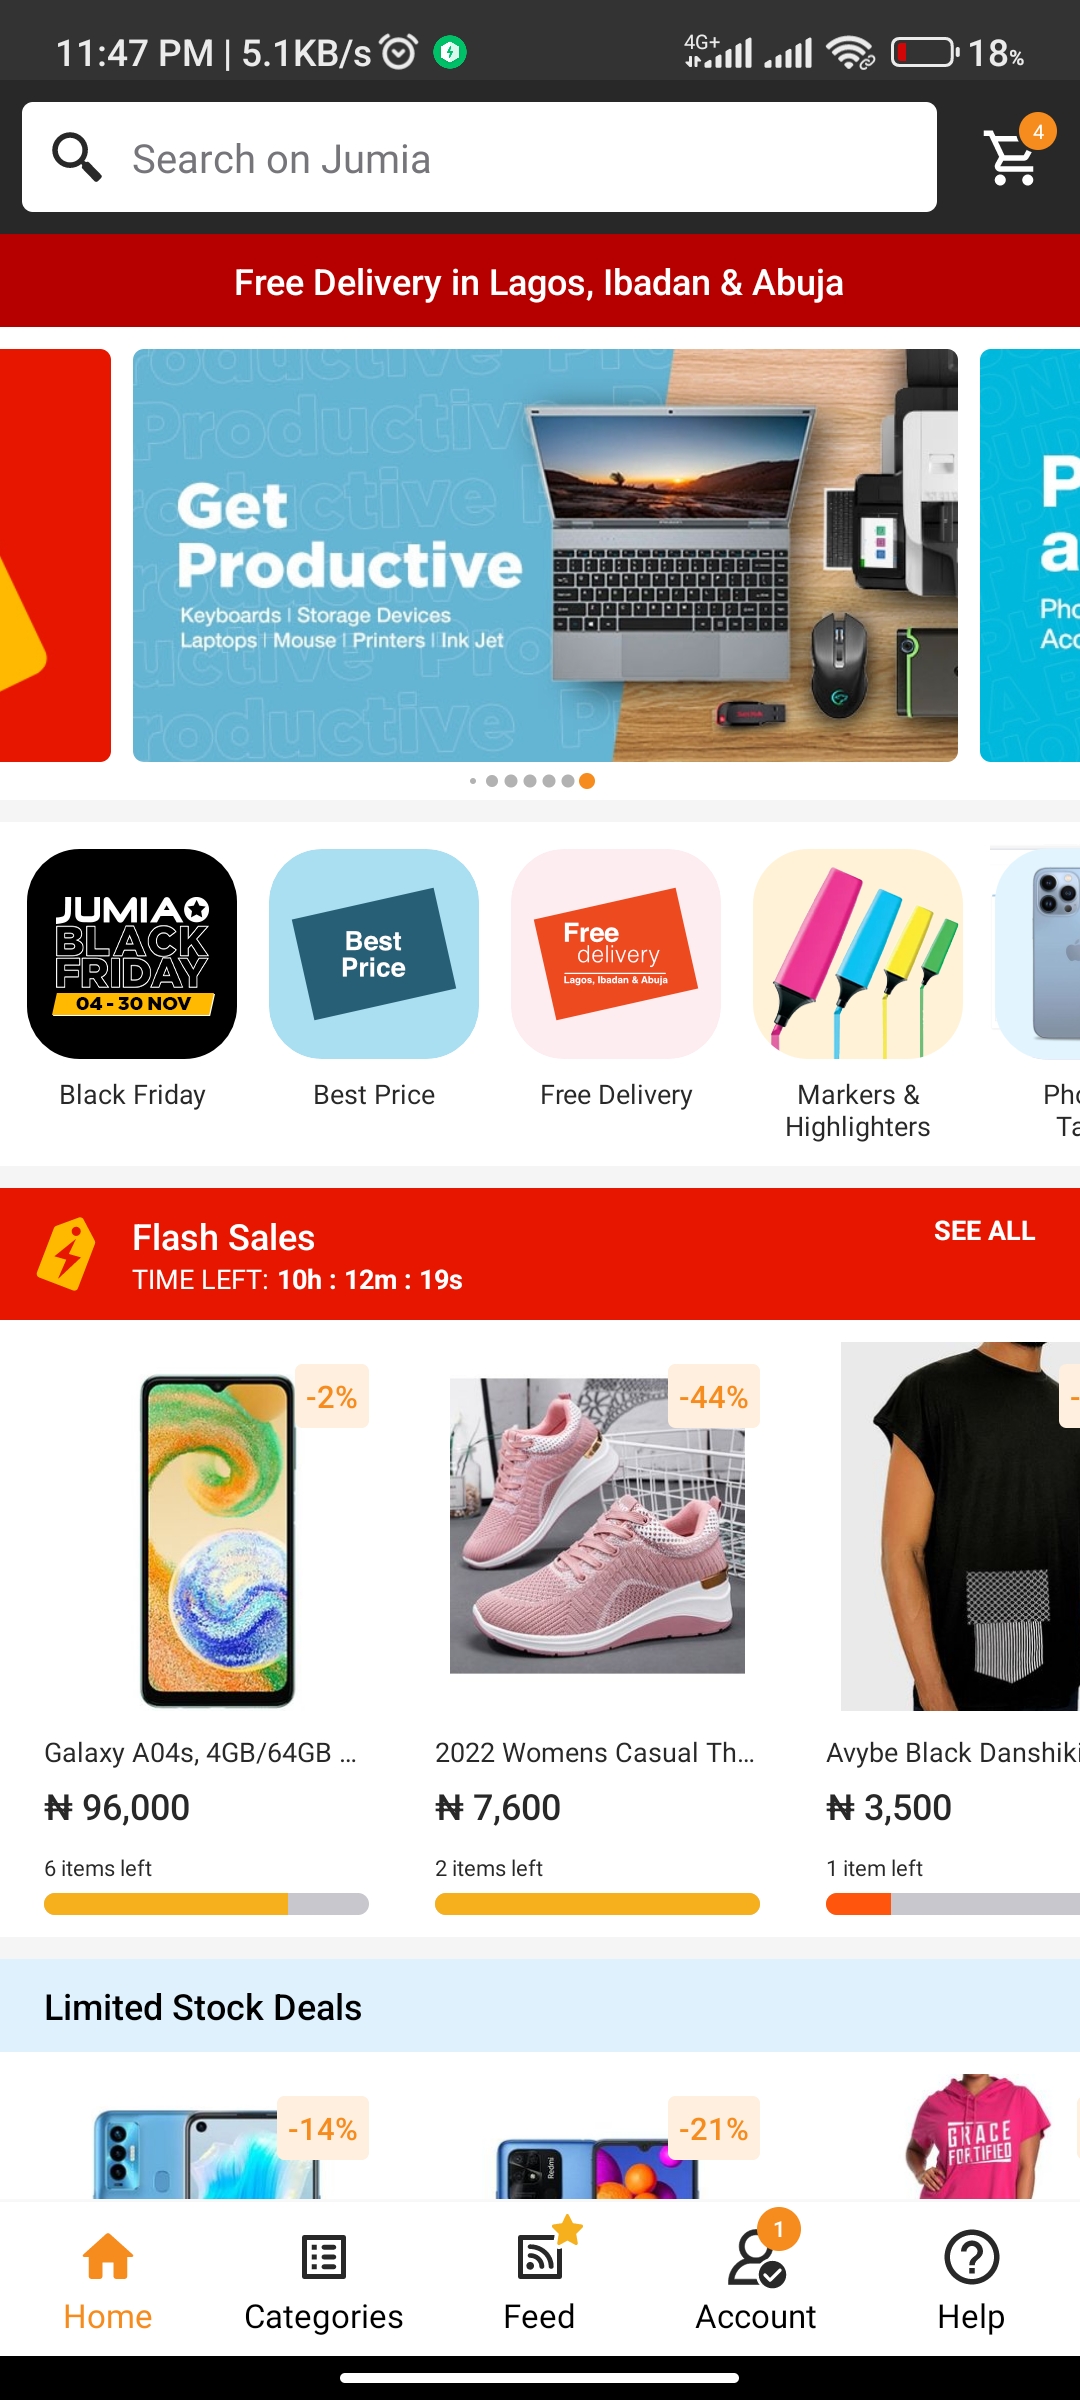 11:47 PM | 5.1KB/s
4G+
18%
Search on Jumia
4
Free Delivery in Lagos, Ibadan & Abuja
Get
Productive
Keyboards | Storage Devices
Laptops | Mouse | Printers | Ink Jet
P
a
Pho
Acc
JUMIA
BLACK
FRIDAY
04 - 30 NOV
Best
Price
Free
delivery
Lagos, Ibadan & Abuja
Black Friday
Best Price
Free Delivery
Markers &
Highlighters
Pho
Ta
Flash Sales
SEE ALL
TIME LEFT: 10h : 12m : 19s
-2%
-44%
-
Galaxy A04s, 4GB/64GB ...
2022 Womens Casual Th...
Avybe Black Danshiki
₦ 96,000
₦ 7,600
₦ 3,500
6 items left
2 items left
1 item left
Limited Stock Deals
-14%
-21%
Redmi
GRACE
FORTIFIED
1
Home
Categories
Feed
Account
Help